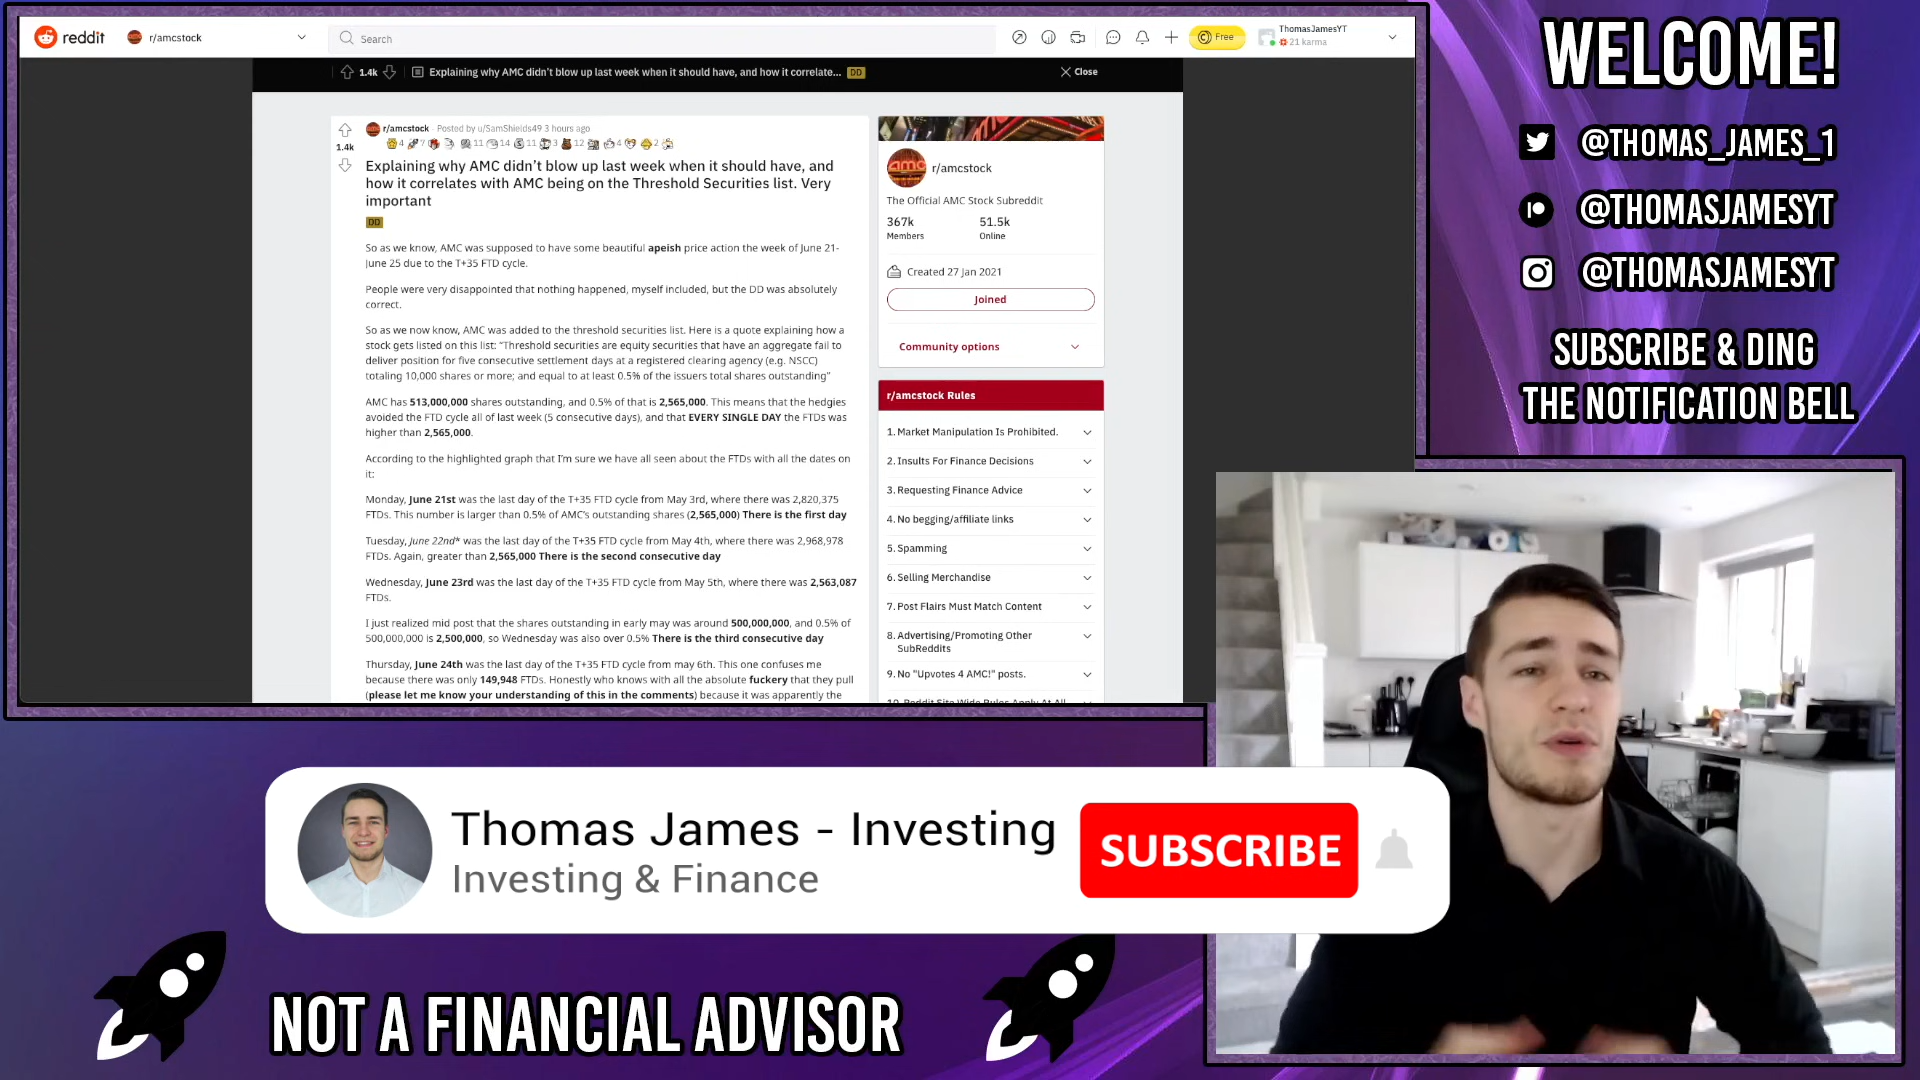 reddit
r/amcstock
Search
Free
ThomasJamesYT
21 karma
1.4k
Explaining why AMC didn't blow up last week when it should have, and how it correlate...
DD
Close
r/amcstock · Posted by u/SamShields49 3 hours ago
1.4k
4 7 11 14 11 3 12 4 2
Explaining why AMC didn't blow up last week when it should have, and
how it correlates with AMC being on the Threshold Securities list. Very
important
DD
So as we know, AMC was supposed to have some beautiful apeish price action the week of June 21-
June 25 due to the T+35 FTD cycle.
People were very disappointed that nothing happened, myself included, but the DD was absolutely
correct.
So as we now know, AMC was added to the threshold securities list. Here is a quote explaining how a
stock gets listed on this list: "Threshold securities are equity securities that have an aggregate fail to
deliver position for five consecutive settlement days at a registered clearing agency (e.g. NSCC)
totaling 10,000 shares or more; and equal to at least 0.5% of the issuers total shares outstanding"
AMC has 513,000,000 shares outstanding, and 0.5% of that is 2,565,000. This means that the hedgies
avoided the FTD cycle all of last week (5 consecutive days), and that EVERY SINGLE DAY the FTDs was
higher than 2,565,000.
According to the highlighted graph that I'm sure we have all seen about the FTDs with all the dates on
it:
Monday, June 21st was the last day of the T+35 FTD cycle from May 3rd, where there was 2,820,375
FTDs. This number is larger than 0.5% of AMC's outstanding shares (2,565,000) There is the first day
Tuesday, June 22nd* was the last day of the T+35 FTD cycle from May 4th, where there was 2,968,978
FTDs. Again, greater than 2,565,000 There is the second consecutive day
Wednesday, June 23rd was the last day of the T+35 FTD cycle from May 5th, where there was 2,563,087
FTDs.
I just realized mid post that the shares outstanding in early may was around 500,000,000, and 0.5% of
500,000,000 is 2,500,000, so Wednesday was also over 0.5% There is the third consecutive day
Thursday, June 24th was the last day of the T+35 FTD cycle from may 6th. This one confuses me
because there was only 149,948 FTDs. Honestly who knows with all the absolute fuckery that they pull
(please let me know your understanding of this in the comments) because it was apparently the
amc
r/amcstock
The Official AMC Stock Subreddit
367k
Members
51.5k
Online
Created 27 Jan 2021
Joined
Community options
r/amcstock Rules
1. Market Manipulation Is Prohibited.
2. Insults For Finance Decisions
3. Requesting Finance Advice
4. No begging/affiliate links
5. Spamming
6. Selling Merchandise
7. Post Flairs Must Match Content
8. Advertising/Promoting Other
SubReddits
9. No "Upvotes 4 AMC!" posts.
10. Reddit Site Wide Rules Apply At All
WELCOME!
@THOMAS_JAMES_1
@THOMASJAMESYT
@THOMASJAMESYT
SUBSCRIBE & DING
THE NOTIFICATION BELL
Thomas James - Investing
Investing & Finance
SUBSCRIBE
NOT A FINANCIAL ADVISOR